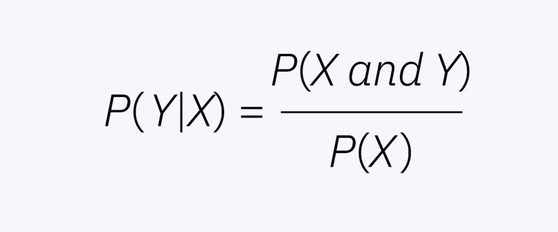 P(Y|X) = P(X and Y)
P(X)